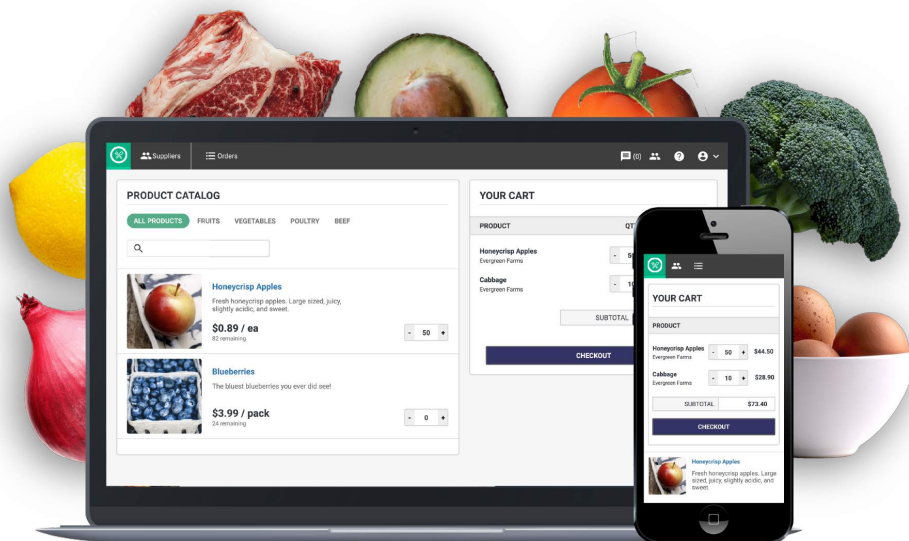 Suppliers
Orders
(0)
PRODUCT CATALOG
ALL PRODUCTS FRUITS VEGETABLES POULTRY BEEF
Honeycrisp Apples
Fresh honeycrisp apples. Large sized, juicy,
slightly acidic, and sweet.
$0.89 / ea
82 remaining
- 50 +
Blueberries
The bluest blueberries you ever did see!
$3.99 / pack
24 remaining
- 0 +
YOUR CART
PRODUCT
Honeycrisp Apples
Evergreen Farms
Cabbage
Evergreen Farms
- 10
SUBTOTAL
CHECKOUT
YOUR CART
PRODUCT
Honeycrisp Apples
Evergreen Farms
- 50 + $44.50
Cabbage
Evergreen Farms
- 10 + $28.90
SUBTOTAL $73.40
CHECKOUT
Honeycrisp Apples
Fresh honeycrisp apples. Large
sized, juicy, slightly acidic, and
sweet.